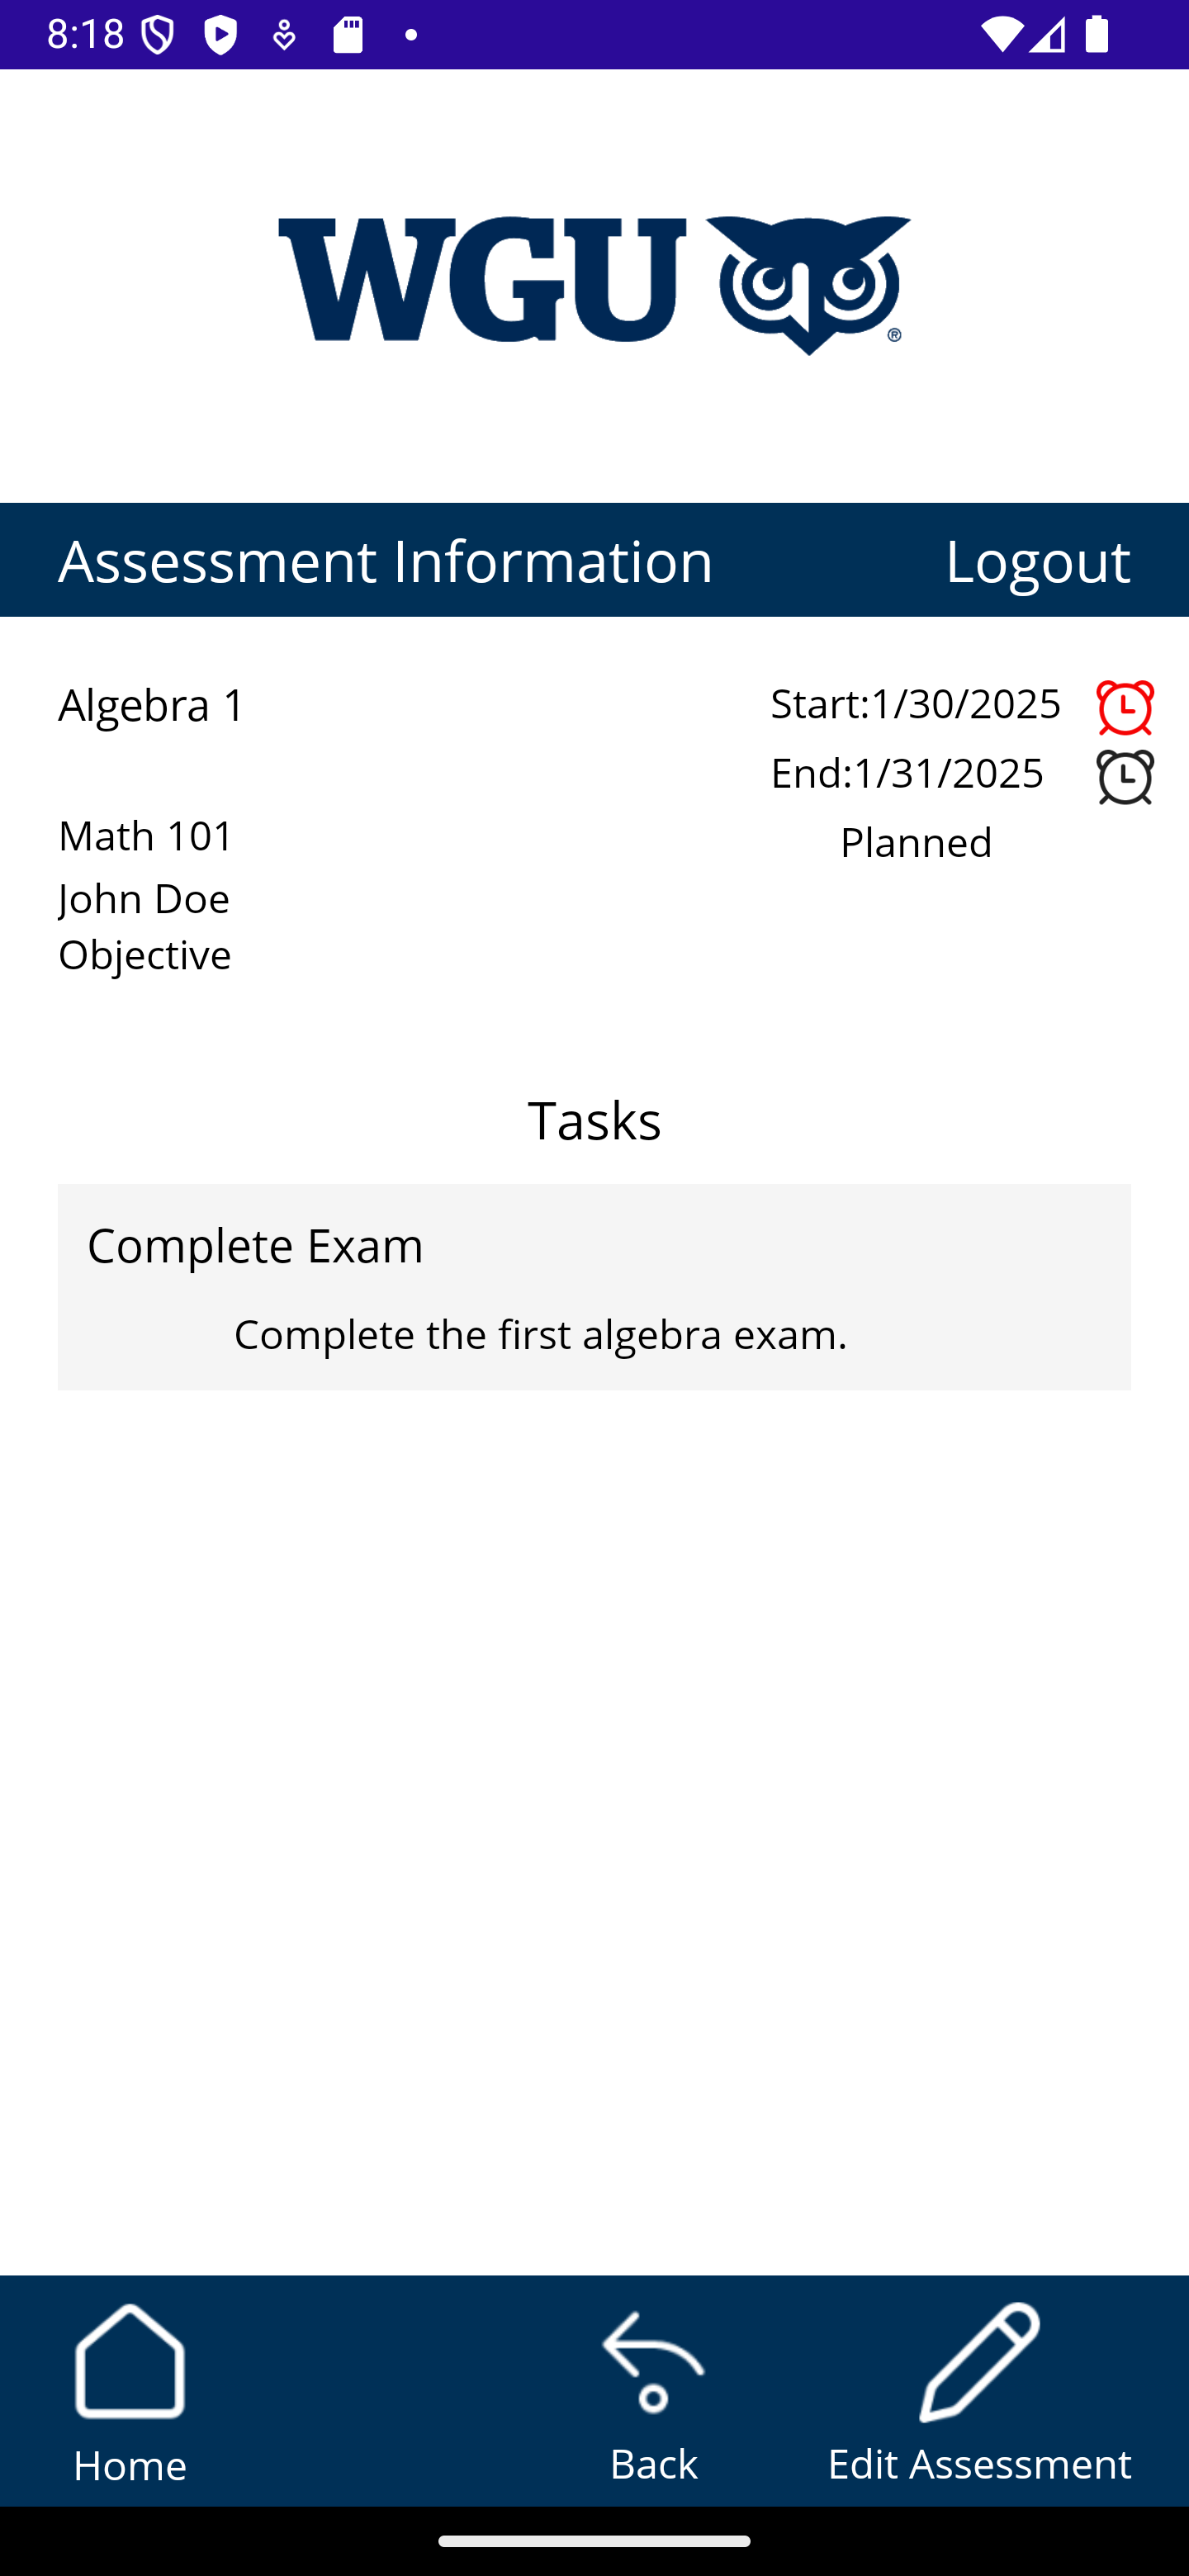 8:18
WGU
®
Assessment Information Logout
Algebra 1
Start:1/30/2025
End:1/31/2025
Math 101
Planned
John Doe
Objective
Tasks
Complete Exam
Complete the first algebra exam.
Home
Back
Edit Assessment